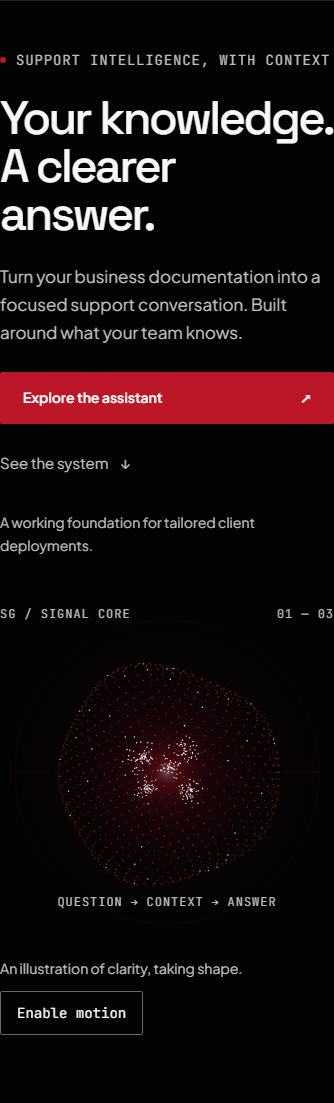 SUPPORT INTELLIGENCE, WITH CONTEXT
Your knowledge.
A clearer
answer.
Turn your business documentation into a
focused support conversation. Built
around what your team knows.
Explore the assistant ↗
See the system ↓
A working foundation for tailored client
deployments.
SG / SIGNAL CORE 01 — 03
QUESTION → CONTEXT → ANSWER
An illustration of clarity, taking shape.
Enable motion